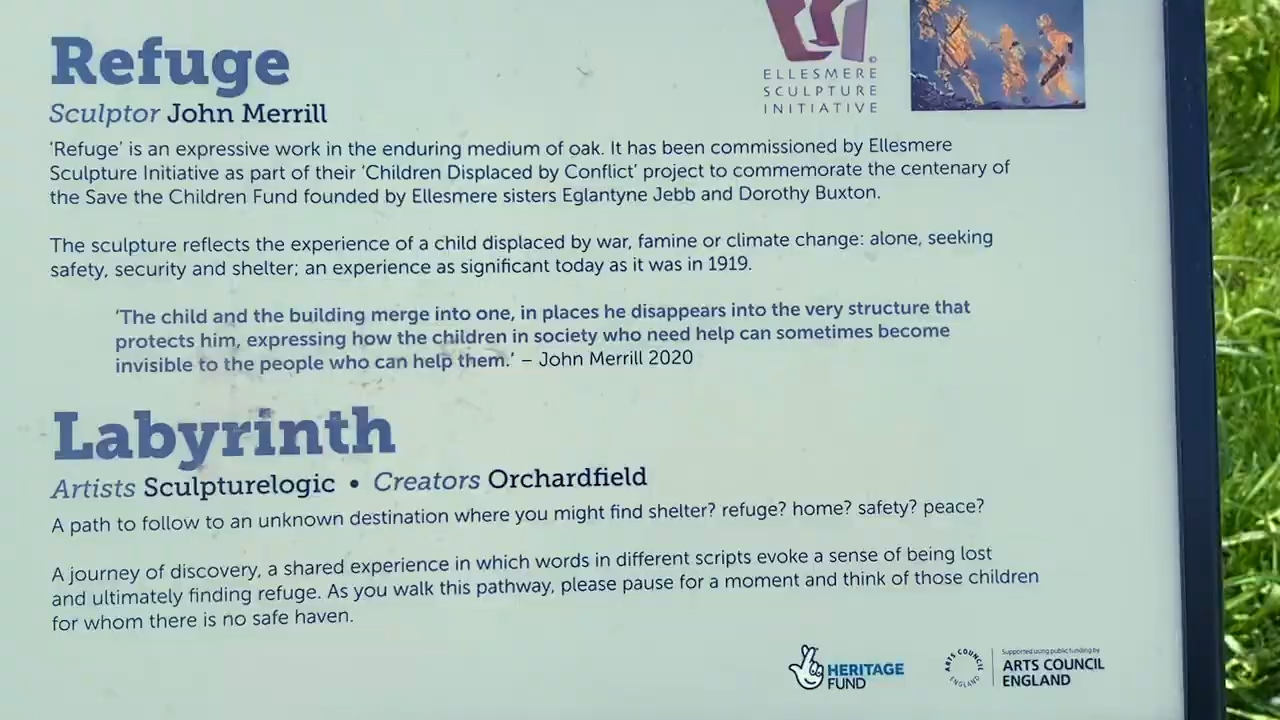 Refuge
Sculptor John Merrill
'Refuge' is an expressive work in the enduring medium of oak. It has been commissioned by Ellesmere
Sculpture Initiative as part of their 'Children Displaced by Conflict' project to commemorate the centenary of
the Save the Children Fund founded by Ellesmere sisters Eglantyne Jebb and Dorothy Buxton.
The sculpture reflects the experience of a child displaced by war, famine or climate change: alone, seeking
safety, security and shelter; an experience as significant today as it was in 1919.
'The child and the building merge into one, in places he disappears into the very structure that
protects him, expressing how the children in society who need help can sometimes become
invisible to the people who can help them.' – John Merrill 2020
ELLESMERE
SCULPTURE
INITIATIVE
©
Labyrinth
Artists Sculpturelogic • Creators Orchardfield
A path to follow to an unknown destination where you might find shelter? refuge? home? safety? peace?
A journey of discovery, a shared experience in which words in different scripts evoke a sense of being lost
and ultimately finding refuge. As you walk this pathway, please pause for a moment and think of those children
for whom there is no safe haven.
HERITAGE
FUND
ARTS COUNCIL
ENGLAND
Supported using public funding by
ARTS COUNCIL
ENGLAND